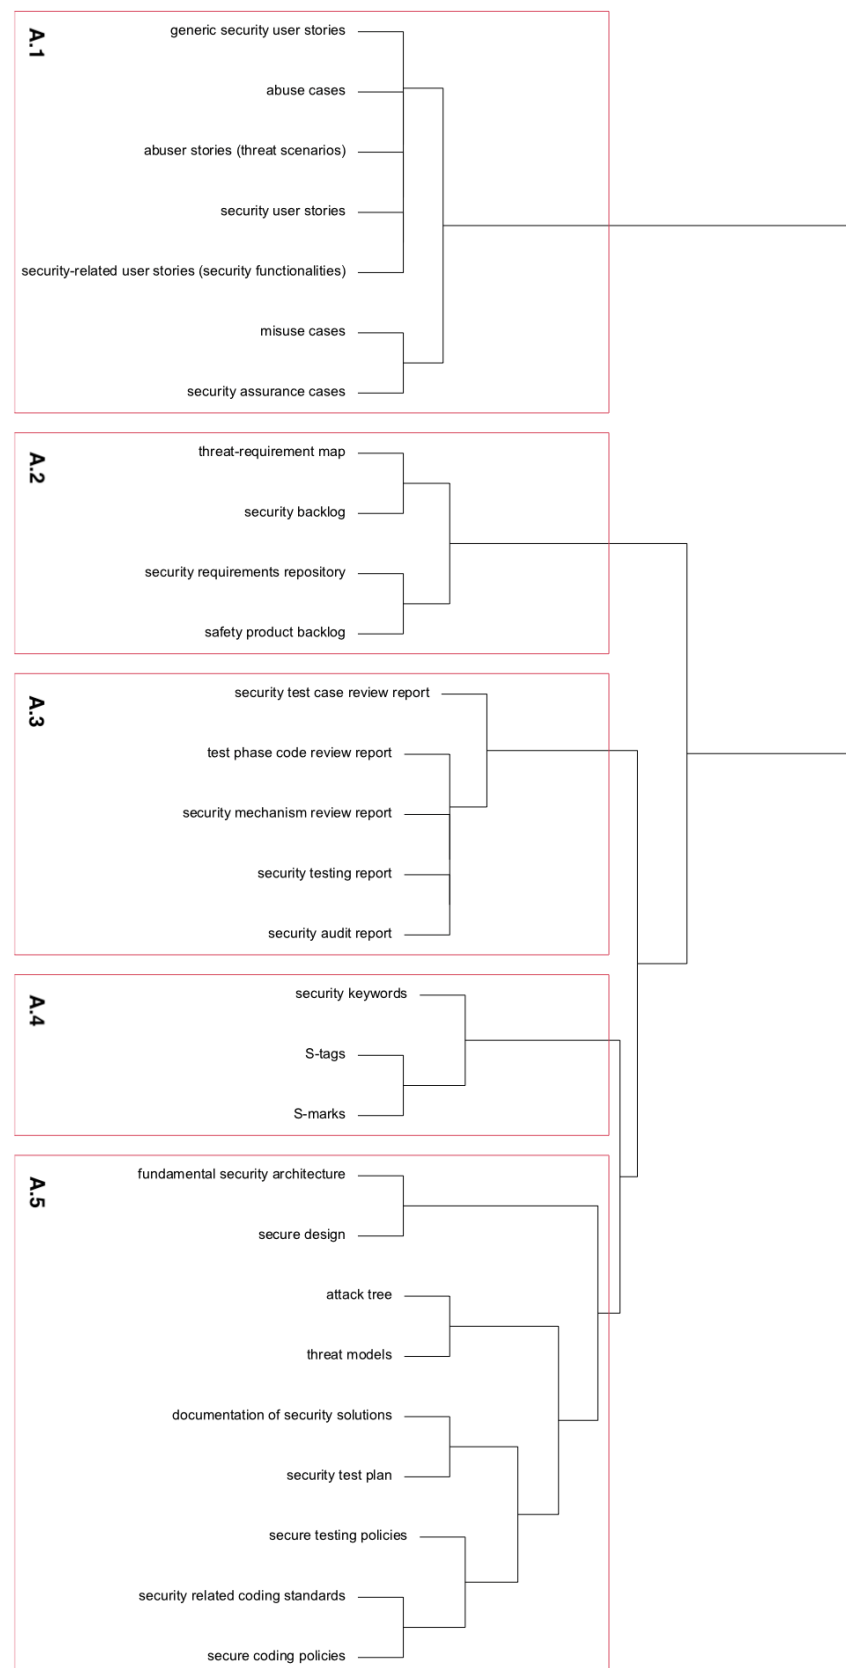 A.1
generic security user stories
abuse cases
abuser stories (threat scenarios)
security user stories
security-related user stories (security functionalities)
misuse cases
security assurance cases
A.2
threat-requirement map
security backlog
security requirements repository
safety product backlog
A.3
security test case review report
test phase code review report
security mechanism review report
security testing report
security audit report
A.4
security keywords
S-tags
S-marks
A.5
fundamental security architecture
secure design
attack tree
threat models
documentation of security solutions
security test plan
secure testing policies
security related coding standards
secure coding policies